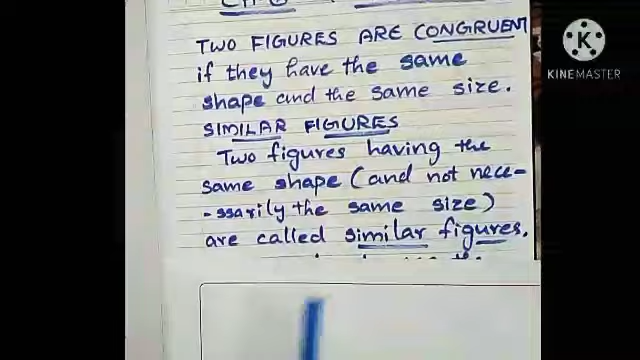 TWO FIGURES ARE CONGRUENT
if they have the same
shape and the same size.
SIMILAR FIGURES
Two figures having the
same shape (and not nece-
-ssarily the same size)
are called similar figures.
KINEMASTER